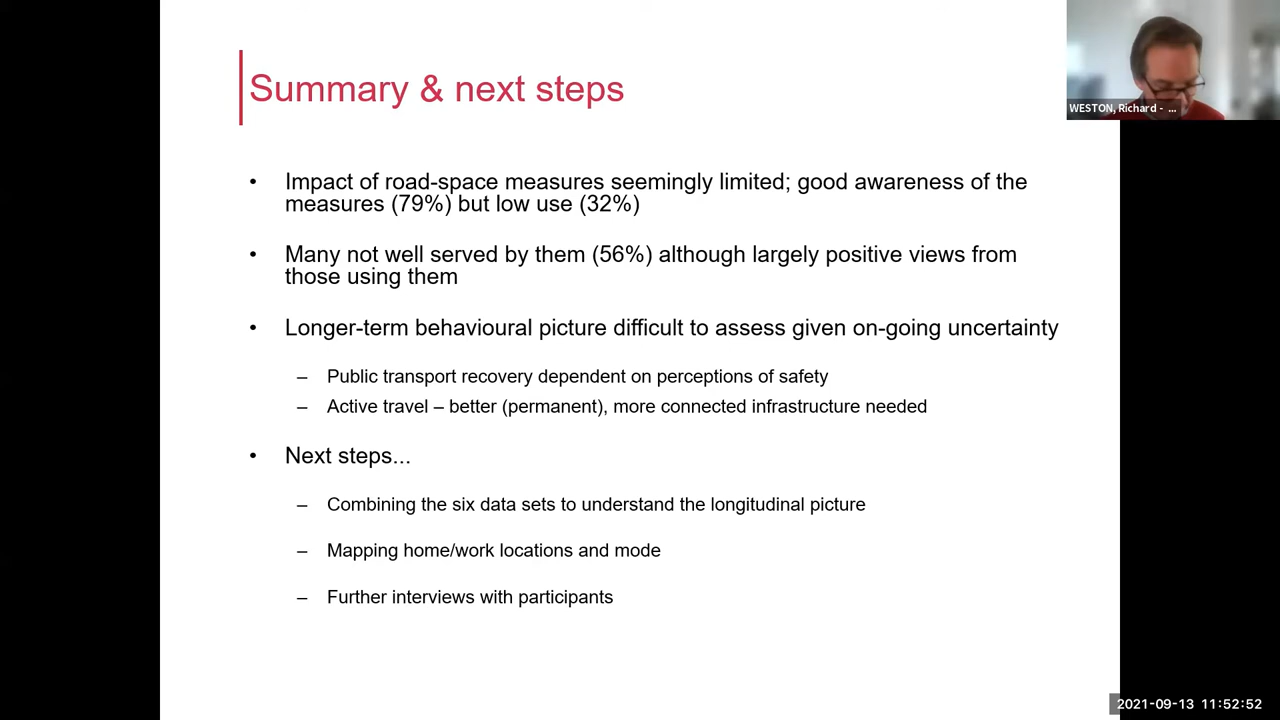 Summary & next steps
WESTON, Richard - ...
• Impact of road-space measures seemingly limited; good awareness of the
measures (79%) but low use (32%)
• Many not well served by them (56%) although largely positive views from
those using them
• Longer-term behavioural picture difficult to assess given on-going uncertainty
– Public transport recovery dependent on perceptions of safety
– Active travel – better (permanent), more connected infrastructure needed
• Next steps...
– Combining the six data sets to understand the longitudinal picture
– Mapping home/work locations and mode
– Further interviews with participants
2021-09-13 11:52:52